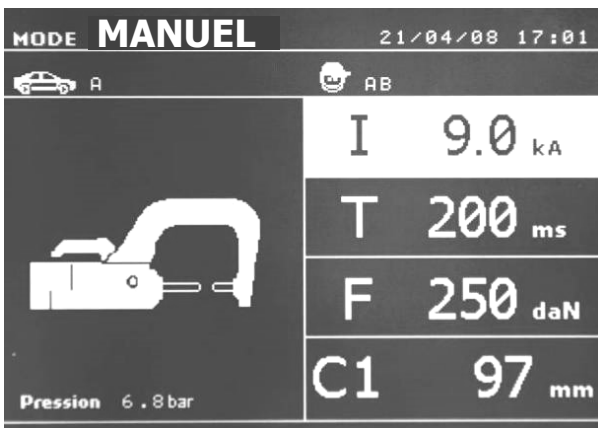 MODE MANUEL 21/04/08 17:01
A AB
I 9.0 kA
T 200 ms
F 250 daN
C1 97 mm
Pression 6.8bar